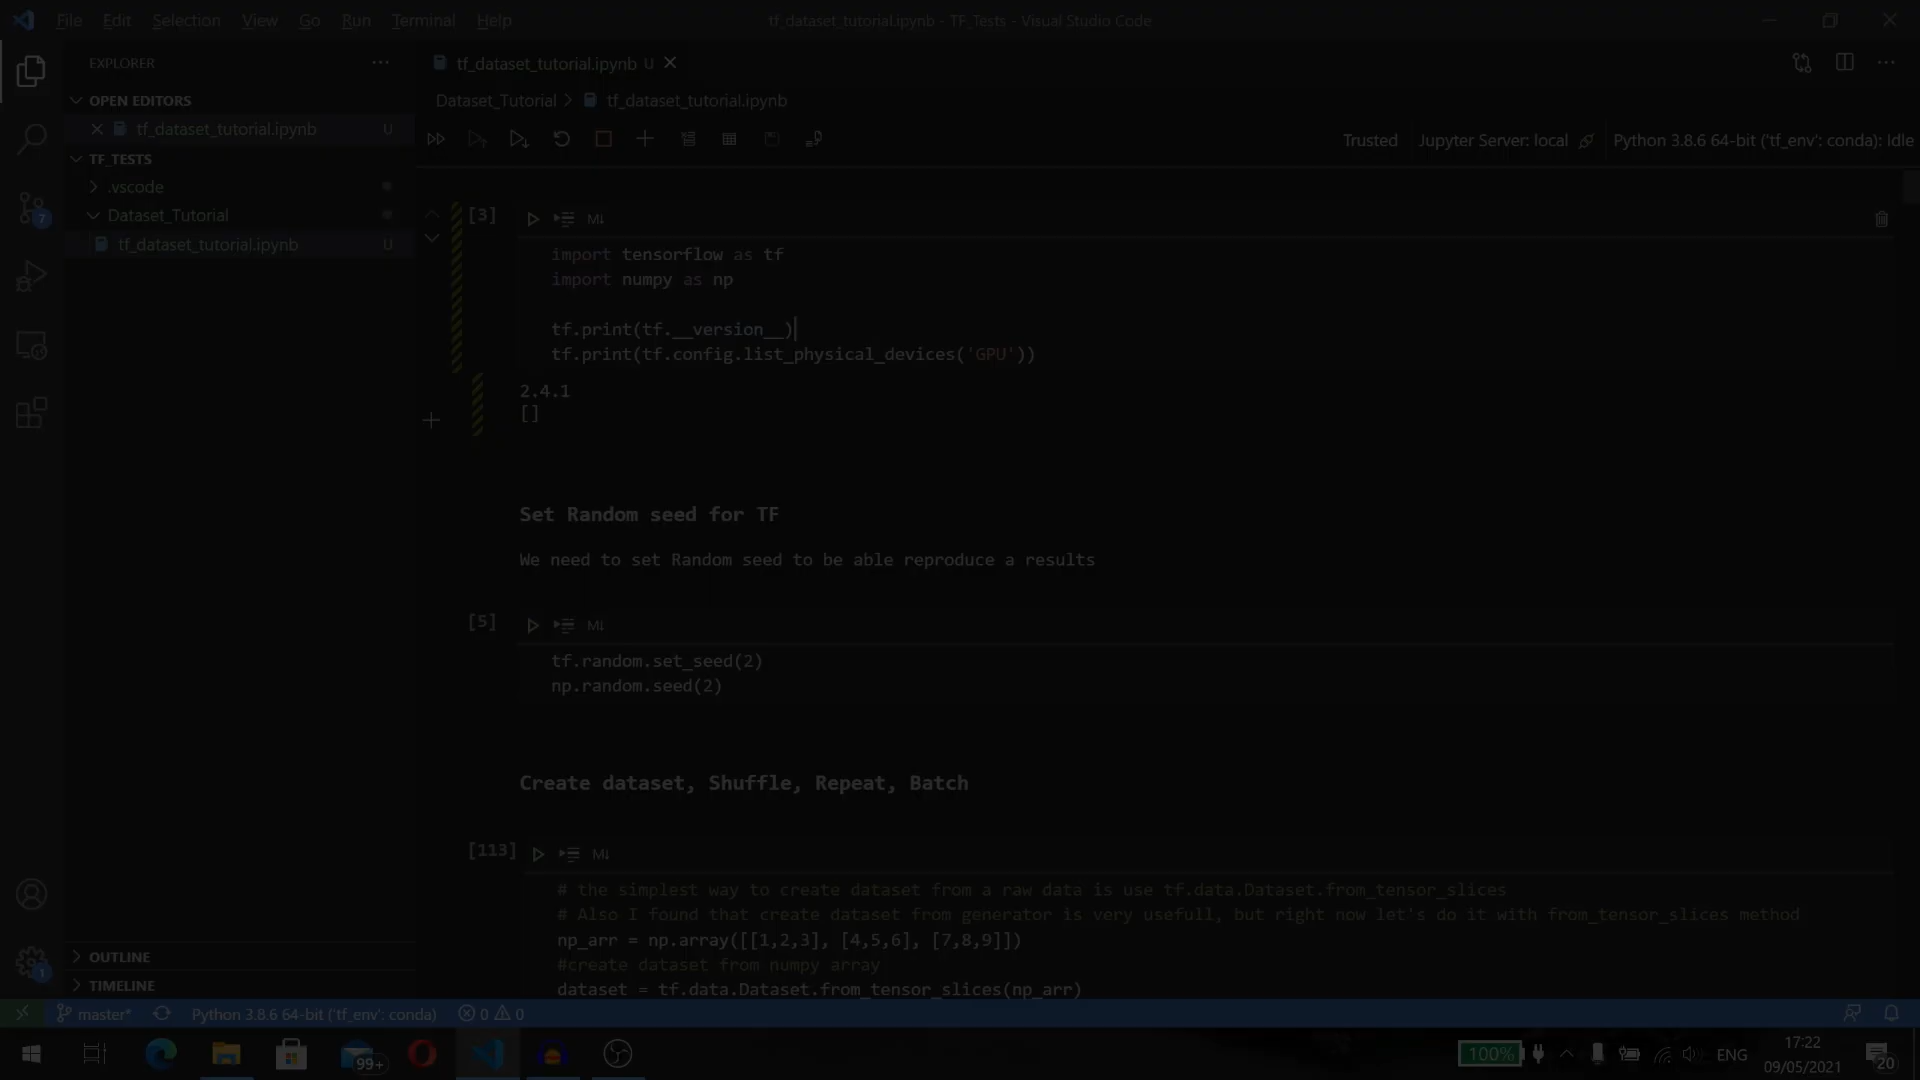 File Edit Selection View Go Run Terminal Help
tf_dataset_tutorial.ipynb - TF_Tests - Visual Studio Code
EXPLORER
OPEN EDITORS
tf_dataset_tutorial.ipynb U
TF_TESTS
.vscode
Dataset_Tutorial
tf_dataset_tutorial.ipynb U
OUTLINE
TIMELINE
7
1
tf_dataset_tutorial.ipynb U
Dataset_Tutorial > tf_dataset_tutorial.ipynb
Trusted Jupyter Server: local Python 3.8.6 64-bit ('tf_env': conda): Idle
[3] M↓
import tensorflow as tf
import numpy as np
tf.print(tf.__version__)
tf.print(tf.config.list_physical_devices('GPU'))
2.4.1
[]
Set Random seed for TF
We need to set Random seed to be able reproduce a results
[5] M↓
tf.random.set_seed(2)
np.random.seed(2)
Create dataset, Shuffle, Repeat, Batch
[113] M↓
# the simplest way to create dataset from a raw data is use tf.data.Dataset.from_tensor_slices
# Also I found that create dataset from generator is very usefull, but right now let's do it with from_tensor_slices method
np_arr = np.array([[1,2,3], [4,5,6], [7,8,9]])
#create dataset from numpy array
dataset = tf.data.Dataset.from_tensor_slices(np_arr)
master* Python 3.8.6 64-bit ('tf_env': conda) 0 0
99+
100% ENG 17:22
09/05/2021
20